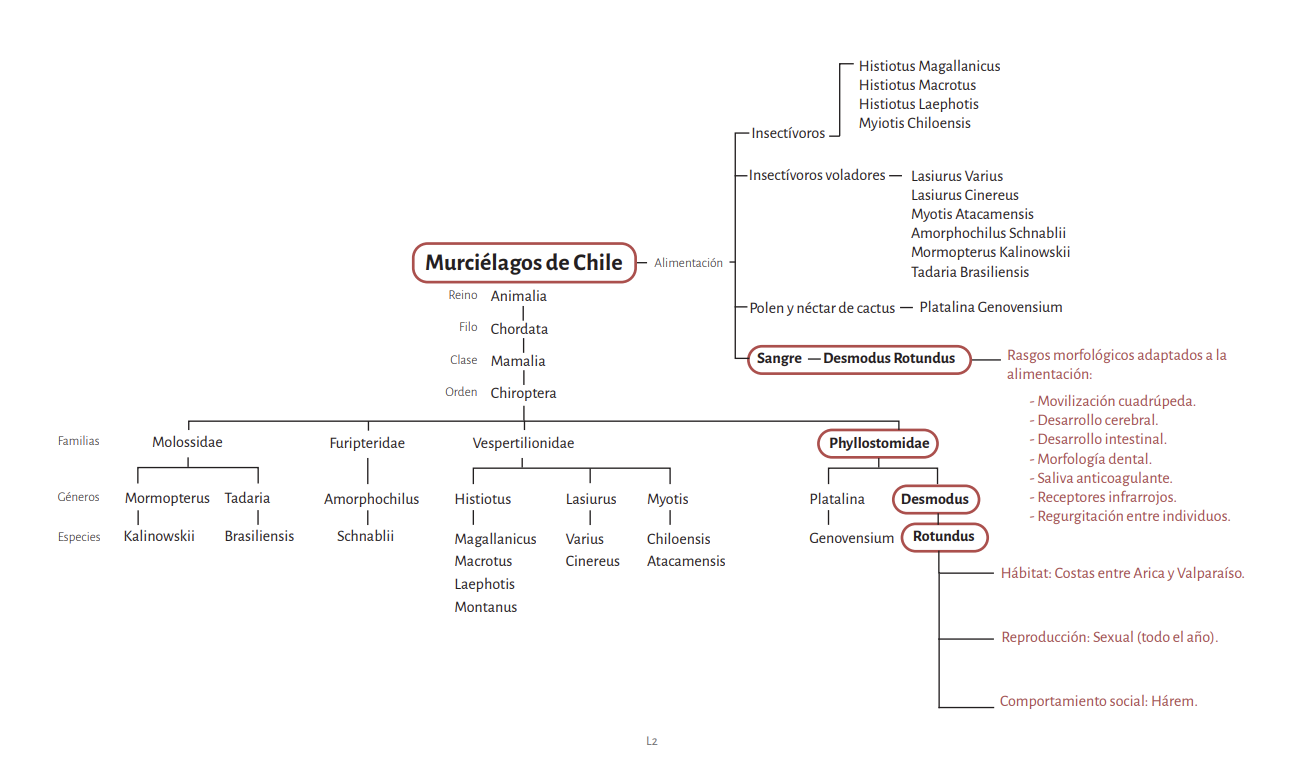 Histiotus Magallanicus
Histiotus Macrotus
Histiotus Laephotis
Myiotis Chiloensis
Insectívoros
Insectívoros voladores — Lasiurus Varius
Lasiurus Cinereus
Myotis Atacamensis
Amorphochilus Schnablii
Mormopterus Kalinowskii
Tadaria Brasiliensis
Murciélagos de Chile
Alimentación
Polen y néctar de cactus — Platalina Genovensium
Sangre — Desmodus Rotundus
Rasgos morfológicos adaptados a la
alimentación:
- Movilización cuadrúpeda.
- Desarrollo cerebral.
- Desarrollo intestinal.
- Morfología dental.
- Saliva anticoagulante.
- Receptores infrarrojos.
- Regurgitación entre individuos.
Reino Animalia
Filo Chordata
Clase Mamalia
Orden Chiroptera
Familias Molossidae Furipteridae Vespertilionidae Phyllostomidae
Géneros Mormopterus Tadaria Amorphochilus Histiotus Lasiurus Myotis Platalina Desmodus
Especies Kalinowskii Brasiliensis Schnablii Magallanicus Varius Chiloensis Genovensium Rotundus
Macrotus Cinereus Atacamensis
Laephotis
Montanus
Hábitat: Costas entre Arica y Valparaíso.
Reproducción: Sexual (todo el año).
Comportamiento social: Hárem.
L2